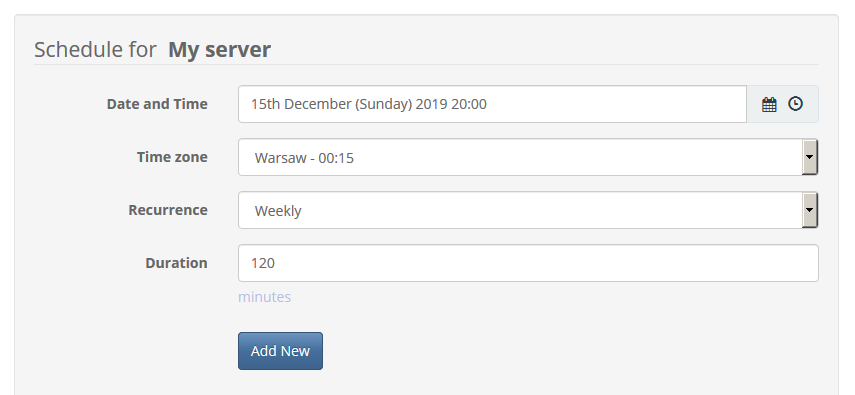 Schedule for My server
Date and Time 15th December (Sunday) 2019 20:00
Time zone Warsaw - 00:15
Recurrence Weekly
Duration 120
minutes
Add New